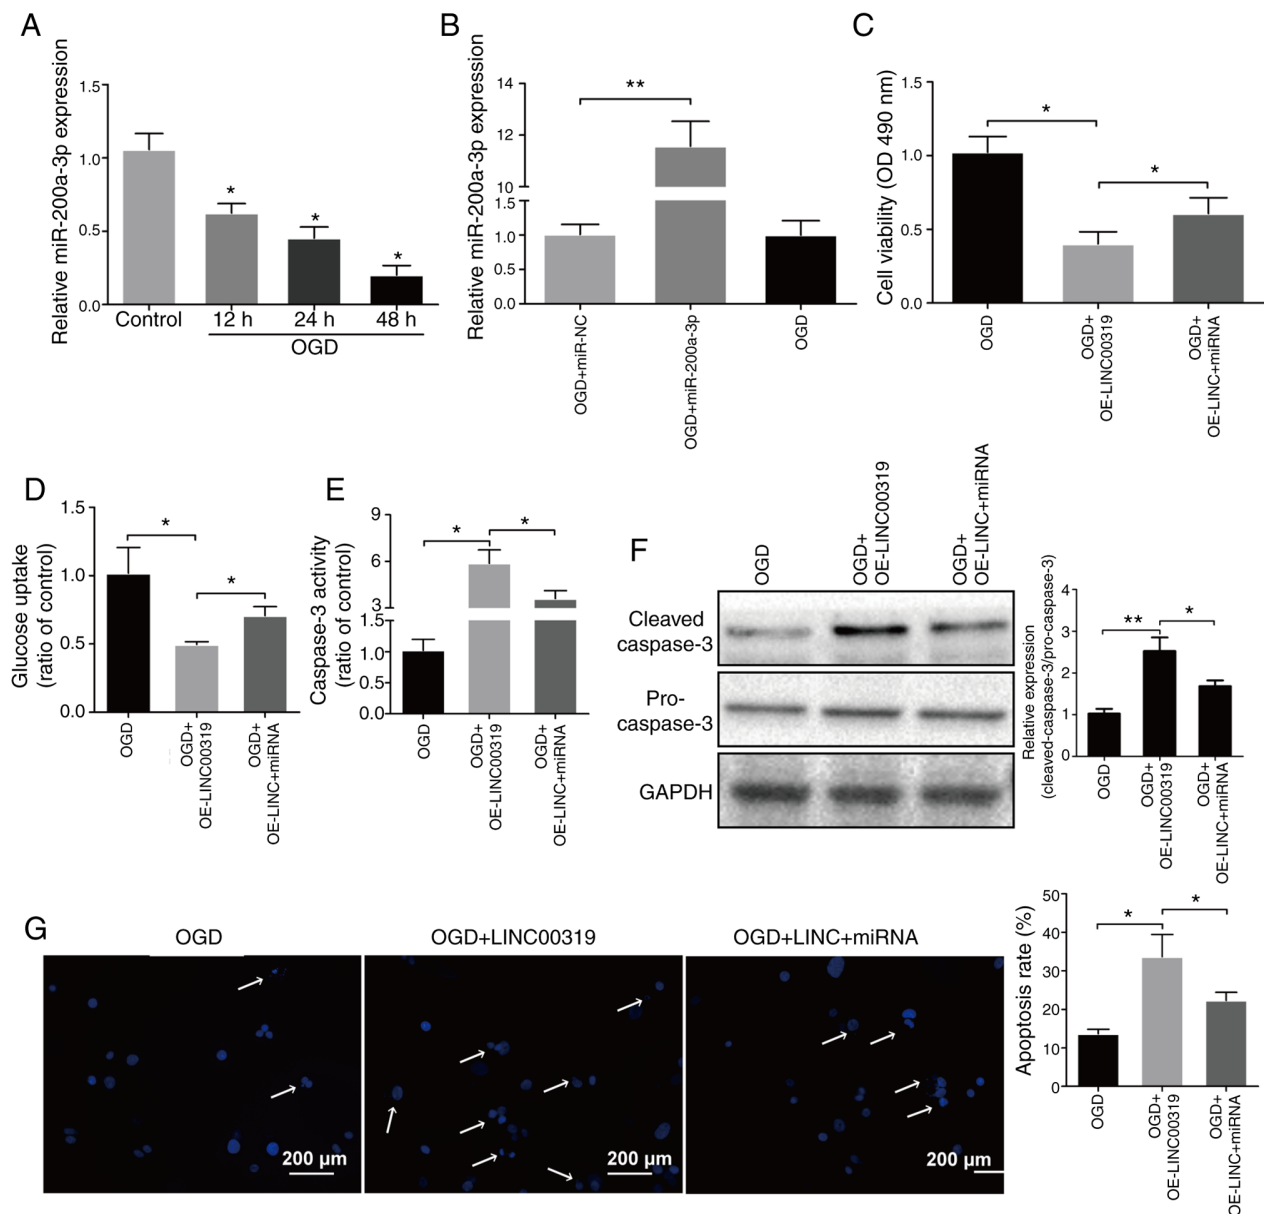 A
Relative miR-200a-3p expression
1.5
1.0
0.5
0.0
*
*
*
Control
12 h
24 h
48 h
OGD
B
Relative miR-200a-3p expression
14
12
10
1.5
1.0
0.5
0.0
**
OGD+miR-NC
OGD+miR-200a-3p
OGD
C
Cell viability (OD 490 nm)
1.5
1.0
0.5
0.0
*
*
OGD
OGD+
OE-LINC00319
OGD+
OE-LINC+miRNA
D
Glucose uptake
(ratio of control)
1.5
1.0
0.5
0.0
*
*
OGD
OGD+
OE-LINC00319
OGD+
OE-LINC+miRNA
E
Caspase-3 activity
(ratio of control)
9
6
3
1.5
1.0
0.5
0.0
*
*
OGD
OGD+
OE-LINC00319
OGD+
OE-LINC+miRNA
F
OGD
OGD+
OE-LINC00319
OGD+
OE-LINC+miRNA
Cleaved
caspase-3
Pro-
caspase-3
GAPDH
Relative expression
(cleaved-caspase-3/pro-caspase-3)
4
3
2
1
0
**
*
OGD
OGD+
OE-LINC00319
OGD+
OE-LINC+miRNA
G
OGD
OGD+LINC00319
OGD+LINC+miRNA
200 µm
200 µm
200 µm
Apoptosis rate (%)
50
40
30
20
10
0
*
*
OGD
OGD+
OE-LINC00319
OGD+
OE-LINC+miRNA